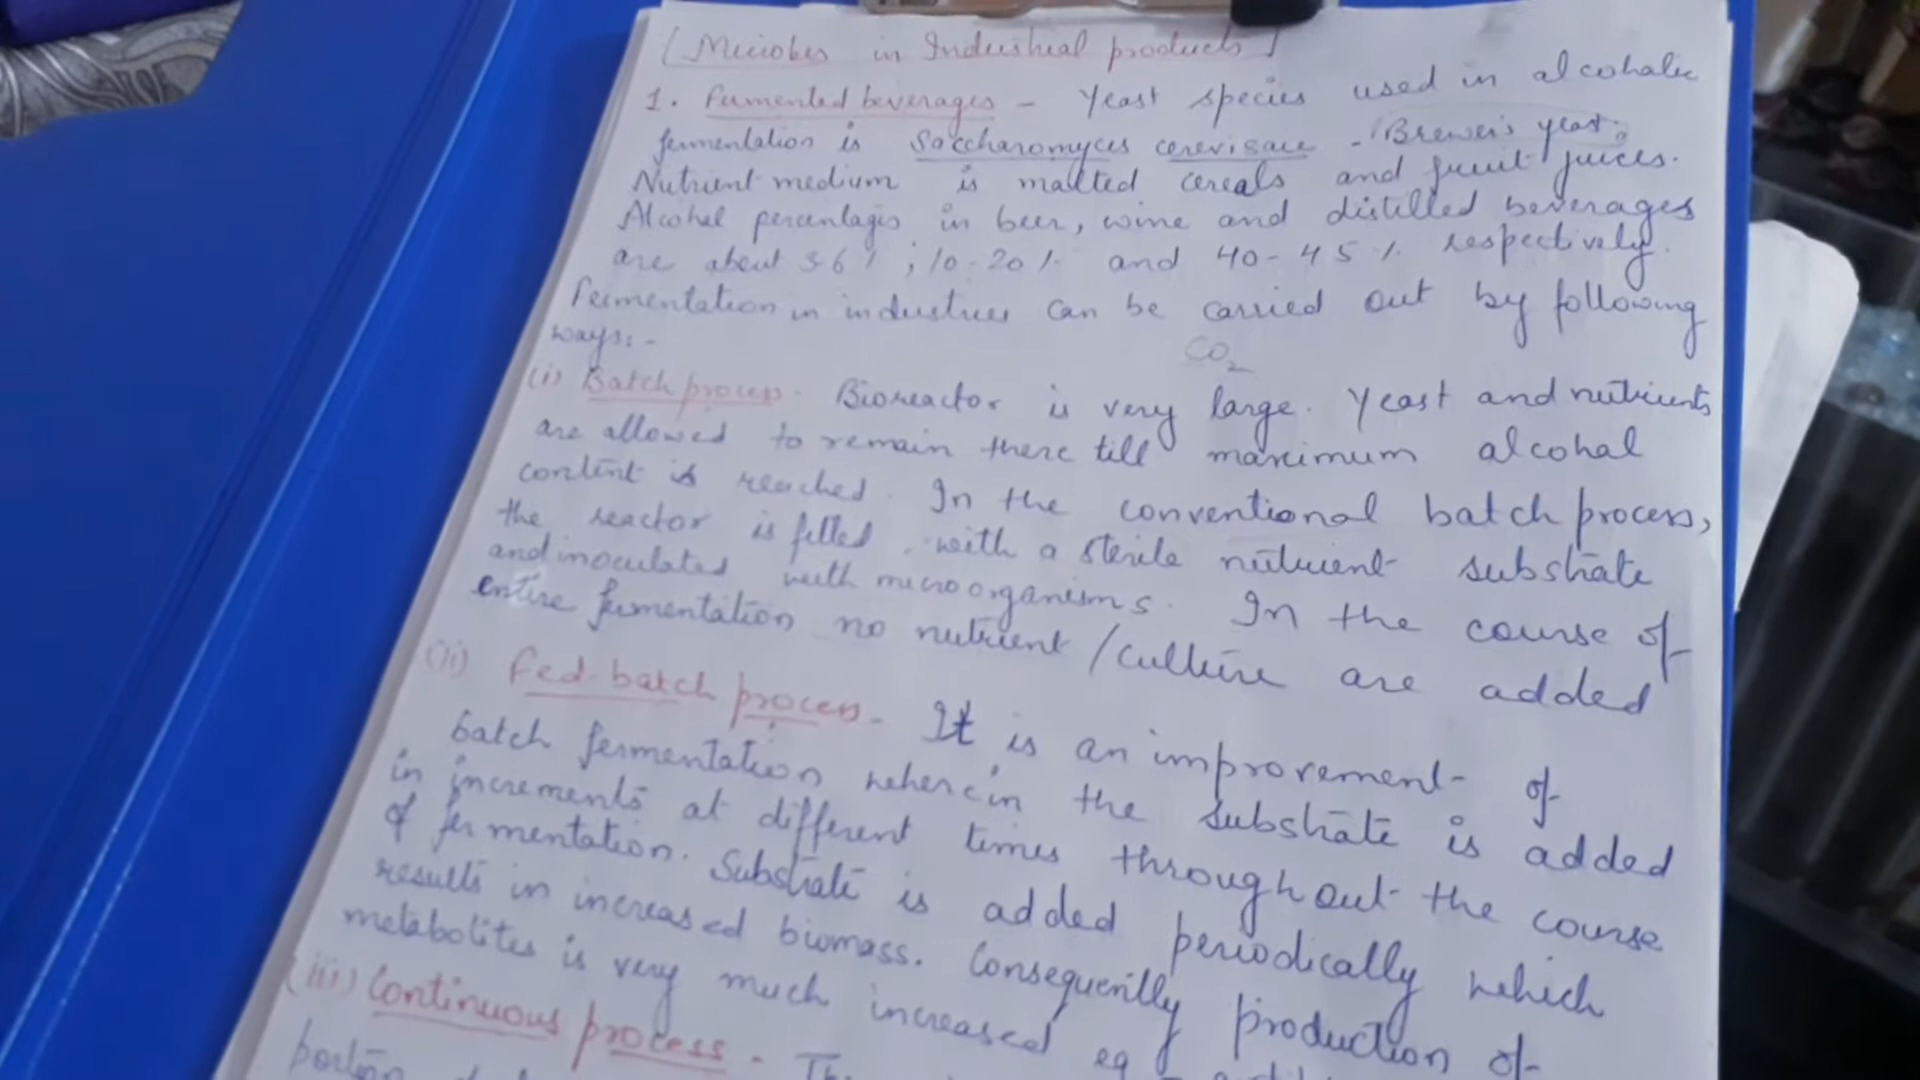 [Microbes in Industrial products]
1. Fermented beverages - Yeast species used in alcohalic
fermentation is Saccharomyces cerevisae - 'Brewer's yeast.
Nutrient medium is malted cereals and fruit juices.
Alcohol percentages in beer, wine and distilled beverages
are about 3-6%; 10-20% and 40-45% respectively.
Fermentation in industries can be carried out by following
ways:-
CO2
(i) Batch process. Bioreactor is very large. Yeast and nutrients
are allowed to remain there till maximum alcohal
content is reached. In the conventional batch process,
the reactor is filled with a sterile nutrient substrate
and inoculated with microorganisms. In the course of
entire fermentation no nutrient/culture are added
(ii) Fed-batch process- It is an improvement of
batch fermentation wherein the substrate is added
in increments at different times throughout the course
of fermentation. Substrate is added periodically which
results in increased biomass. Consequently production of
metabolites is very much increased eg
(iii) Continuous process -
portion